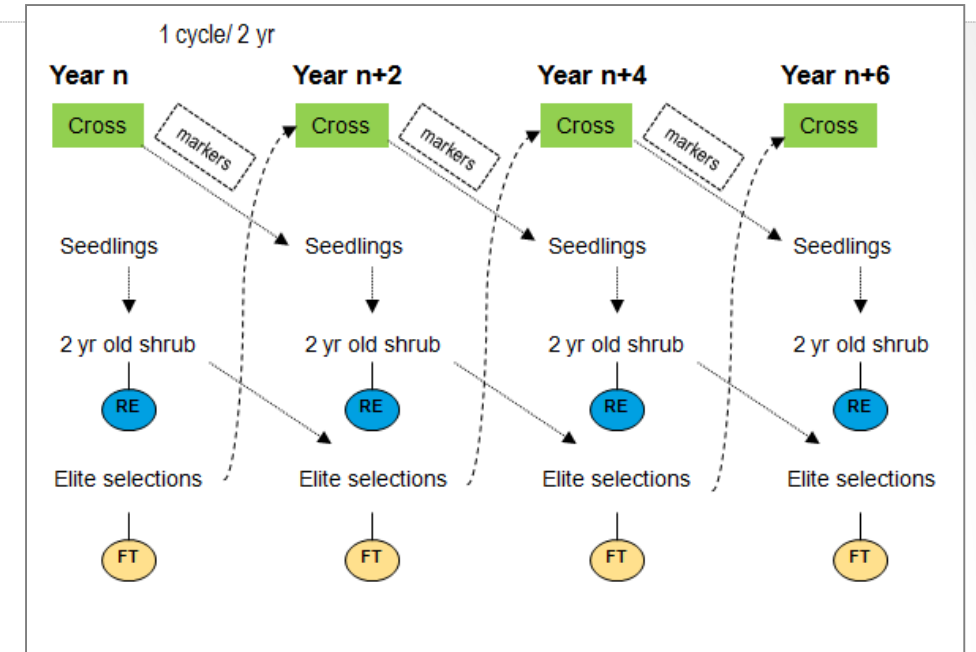 1 cycle/ 2 yr
Year n Year n+2 Year n+4 Year n+6
Cross markers Cross markers Cross markers Cross
Seedlings Seedlings Seedlings Seedlings
2 yr old shrub 2 yr old shrub 2 yr old shrub 2 yr old shrub
RE RE RE RE
Elite selections Elite selections Elite selections Elite selections
FT FT FT FT